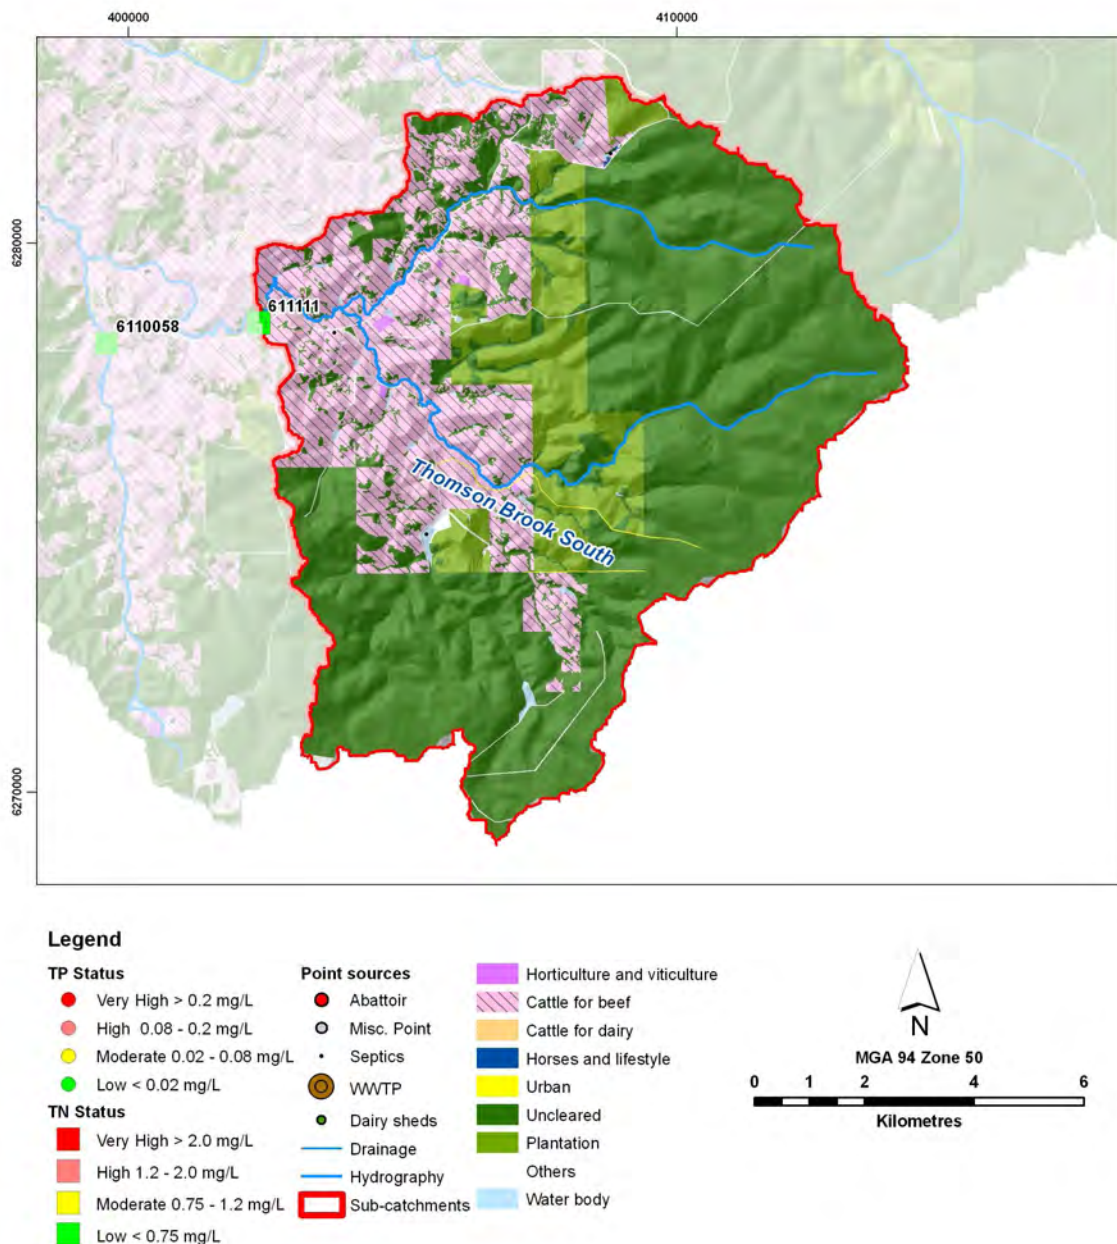 400000
410000
6280000
611111
6110058
Thomson Brook South
6270000
Legend
TP Status
Very High > 0.2 mg/L
High 0.08 - 0.2 mg/L
Moderate 0.02 - 0.08 mg/L
Low < 0.02 mg/L
TN Status
Very High > 2.0 mg/L
High 1.2 - 2.0 mg/L
Moderate 0.75 - 1.2 mg/L
Low < 0.75 mg/L
Point sources
Abattoir
Misc. Point
Septics
WWTP
Dairy sheds
Drainage
Hydrography
Sub-catchments
Horticulture and viticulture
Cattle for beef
Cattle for dairy
Horses and lifestyle
Urban
Uncleared
Plantation
Others
Water body
N
MGA 94 Zone 50
0 1 2 4 6
Kilometres